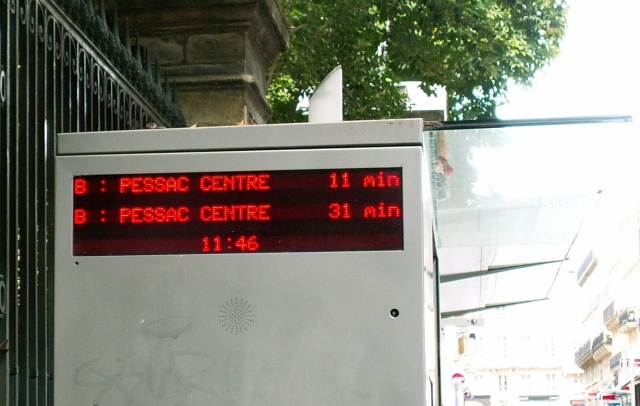 B : PESSAC CENTRE 11 min
B : PESSAC CENTRE 31 min
11:46